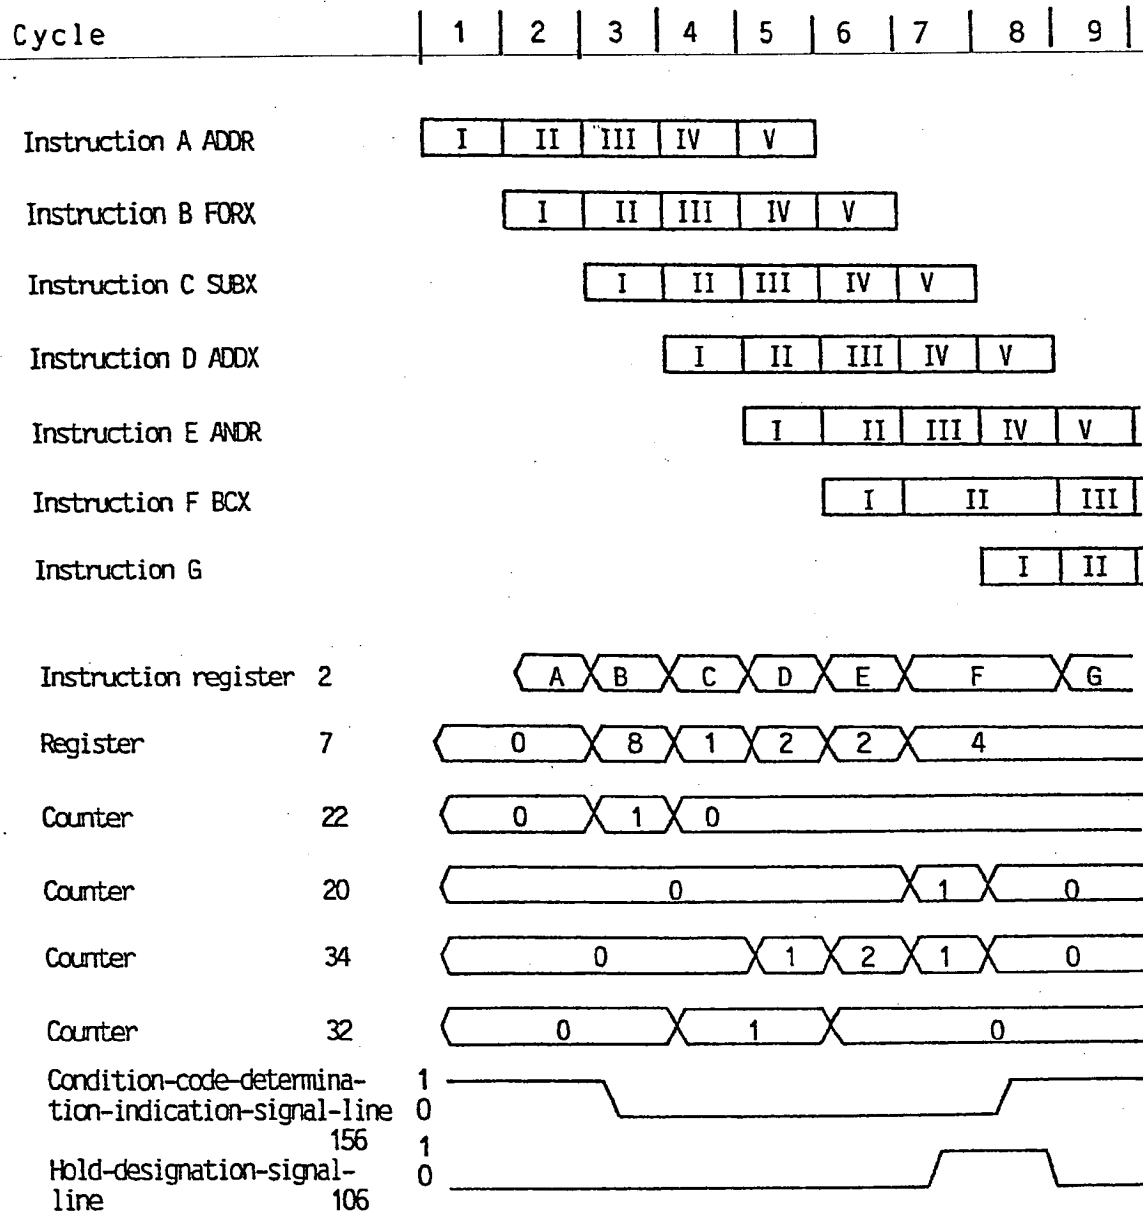 Cycle 1 2 3 4 5 6 7 8 9
Instruction A ADDR I II III IV V
Instruction B FORX I II III IV V
Instruction C SUBX I II III IV V
Instruction D ADDX I II III IV V
Instruction E ANDR I II III IV V
Instruction F BCX I II III
Instruction G I II
Instruction register 2 A B C D E F G
Register 7 0 8 1 2 2 4
Counter 22 0 1 0
Counter 20 0 1 0
Counter 34 0 1 2 1 0
Counter 32 0 1 0
Condition-code-determina- 1
tion-indication-signal-line 0
156
1
Hold-designation-signal- 0
line 106